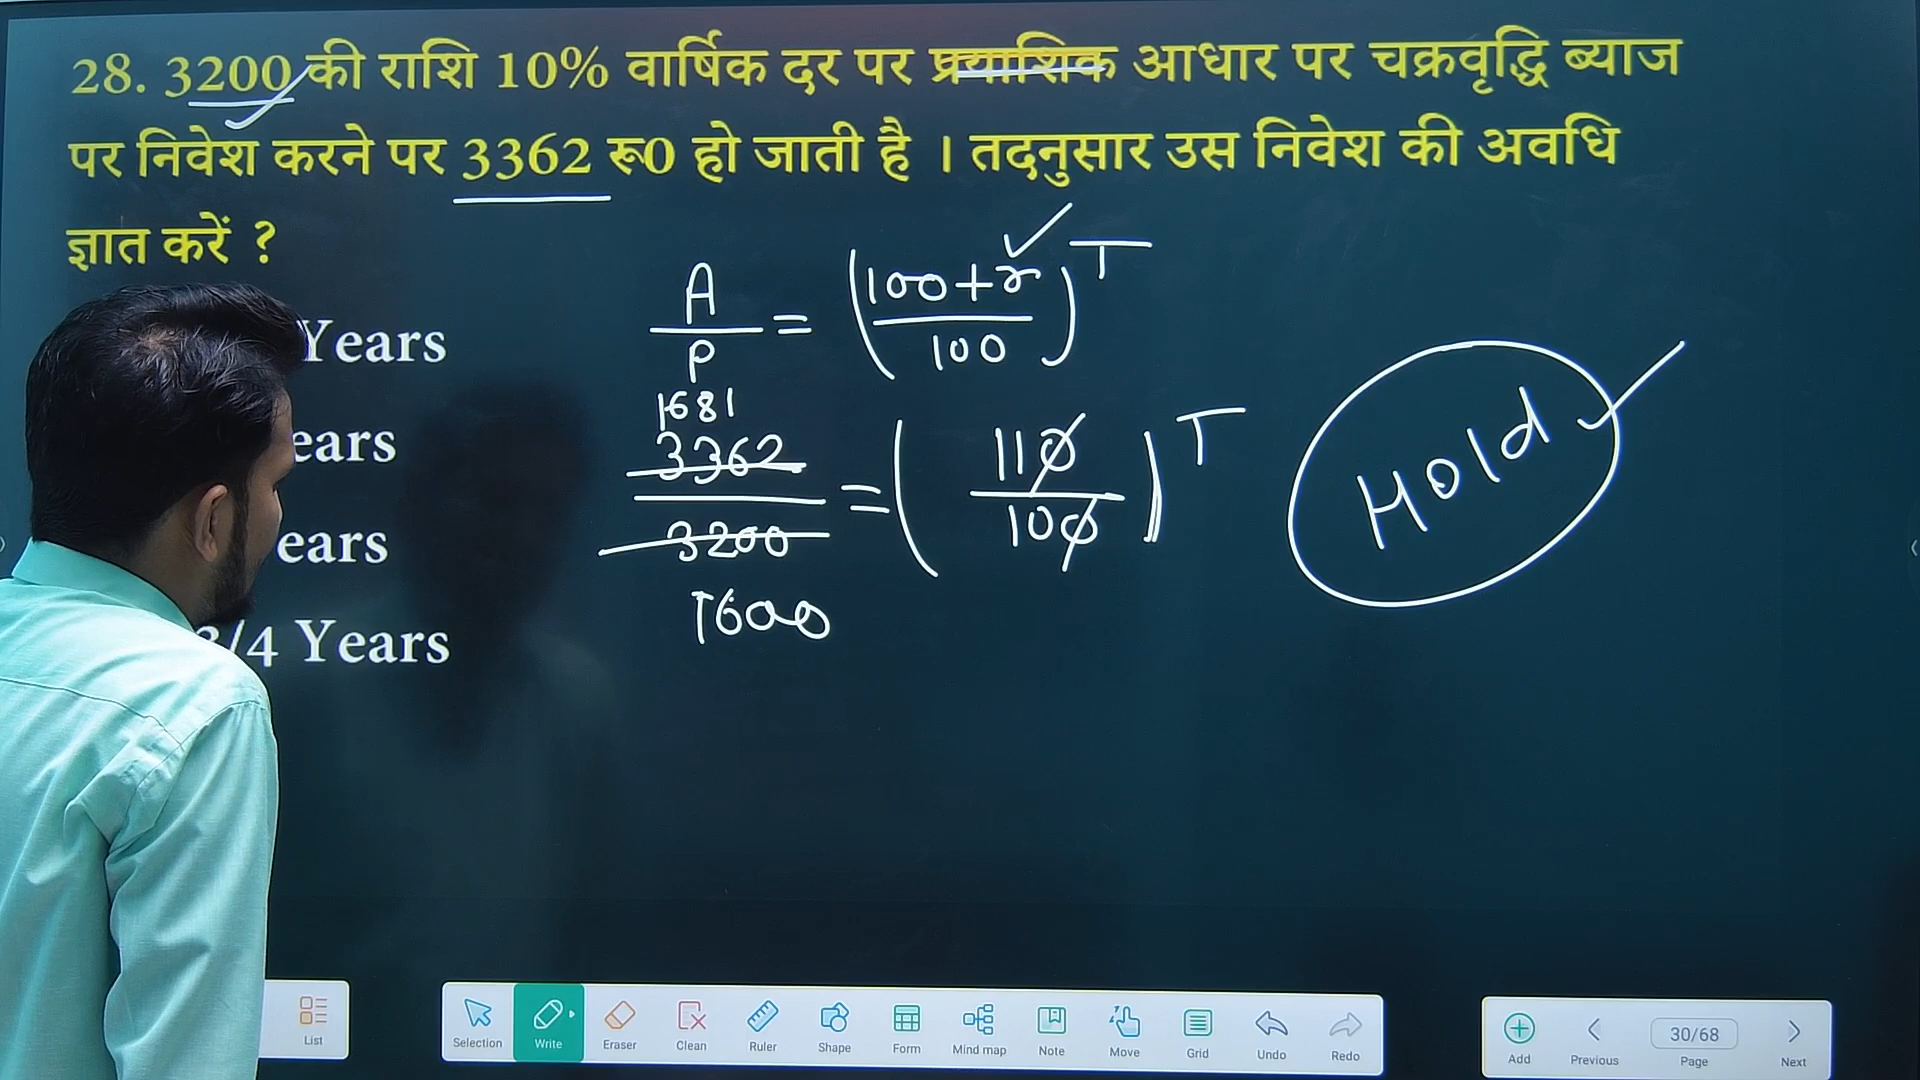 28. 3200 की राशि 10% वार्षिक दर पर प्रयाशिक आधार पर चक्रवृद्धि ब्याज
पर निवेश करने पर 3362 रू0 हो जाती है । तदनुसार उस निवेश की अवधि
ज्ञात करें ?
Years
ears
ears
3/4 Years
A/P = (100+r/100)^T
1681
3362/3200 = (110/100)^T
1600
Hold
List
Selection Write Eraser Clean Ruler Shape Form Mind map Note Move Grid Undo Redo
Add Previous 30/68 Page Next